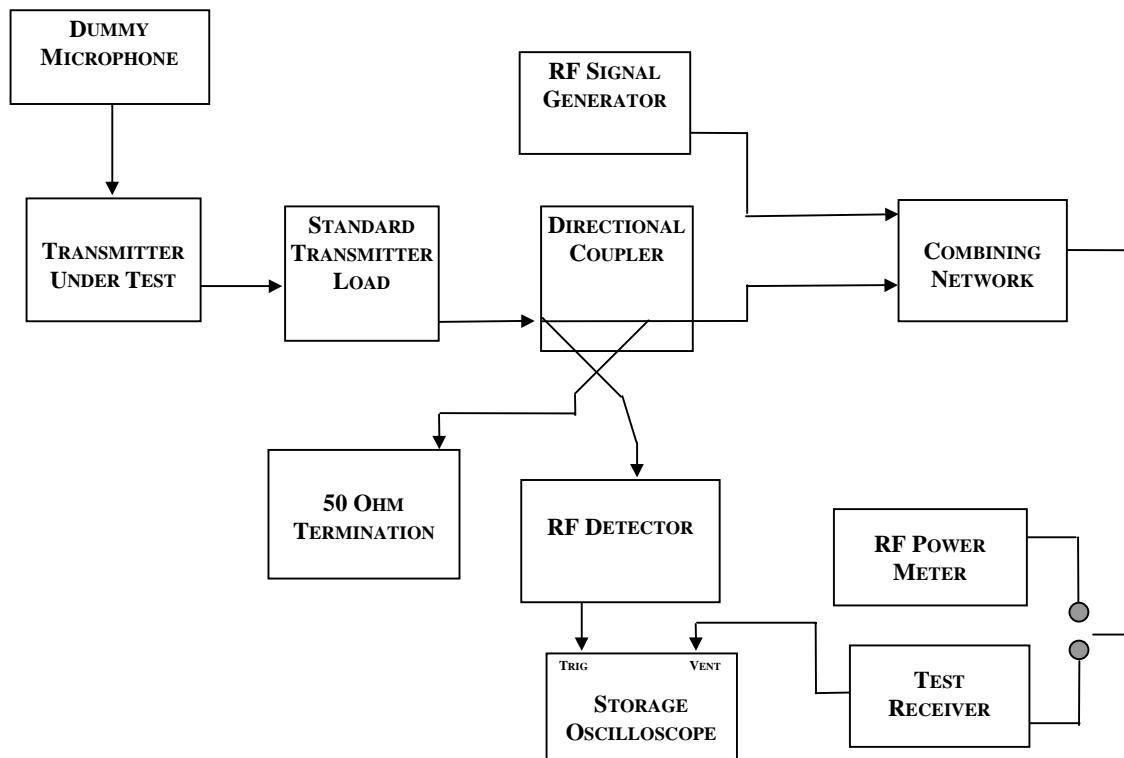 DUMMY
MICROPHONE
RF SIGNAL
GENERATOR
TRANSMITTER
UNDER TEST
STANDARD
TRANSMITTER
LOAD
DIRECTIONAL
COUPLER
COMBINING
NETWORK
50 OHM
TERMINATION
RF DETECTOR
RF POWER
METER
TRIG
VENT
STORAGE
OSCILLOSCOPE
TEST
RECEIVER